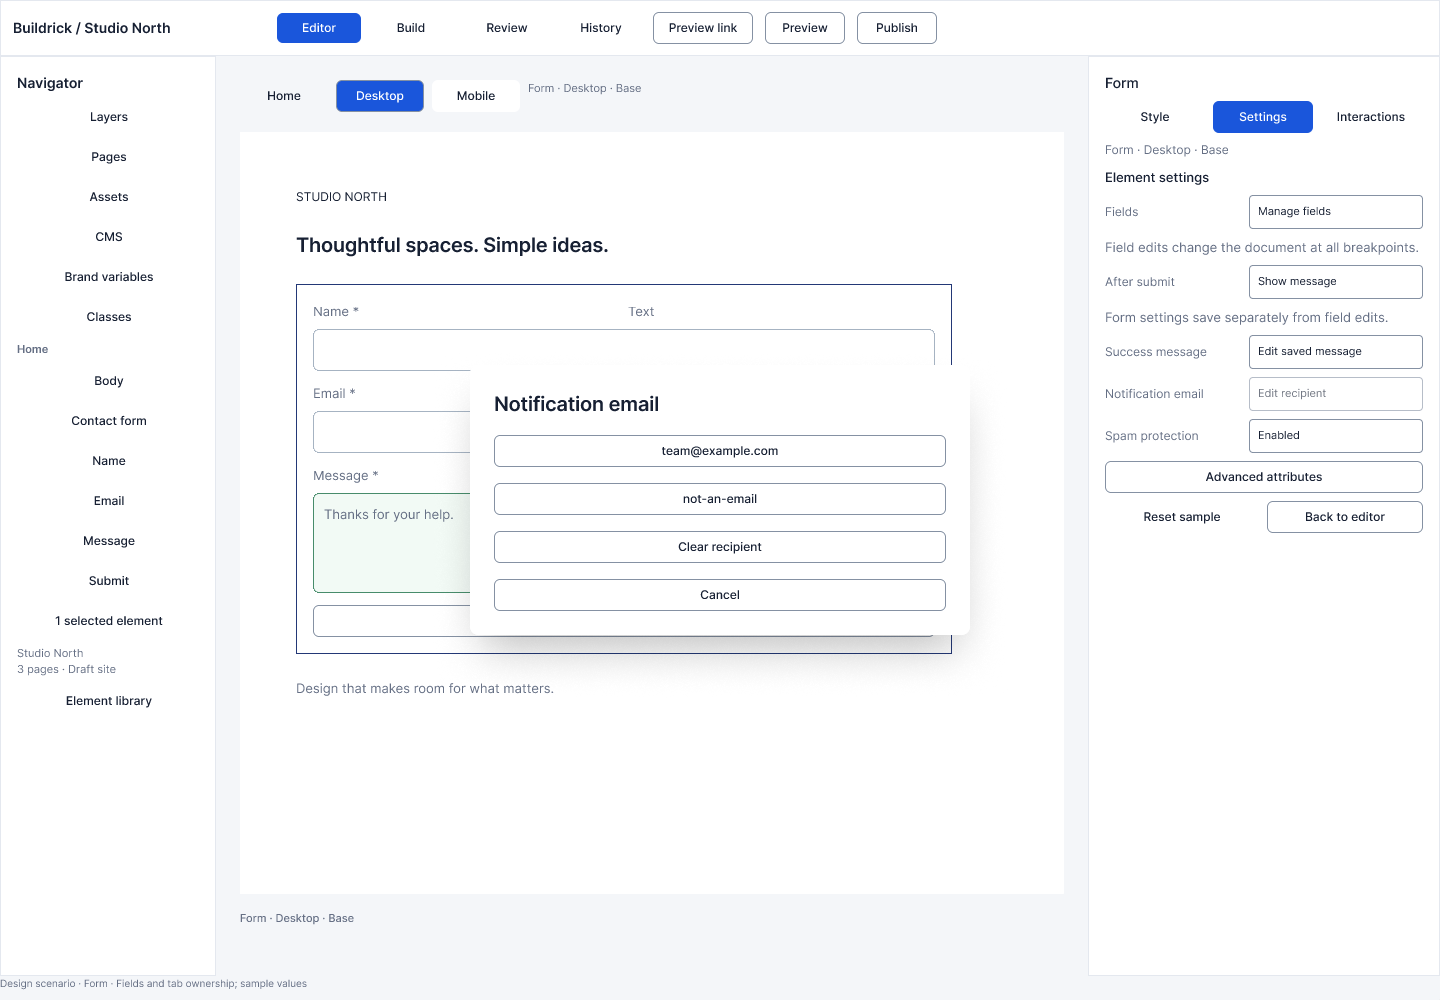 Buildrick / Studio North
Editor
Build
Review
History
Preview link
Preview
Publish
Navigator
Layers
Pages
Assets
CMS
Brand variables
Classes
Home
Body
Contact form
Name
Email
Message
Submit
1 selected element
Studio North
3 pages · Draft site
Element library
Home
Desktop
Mobile
Form · Desktop · Base
STUDIO NORTH
Thoughtful spaces. Simple ideas.
Name *
Text
Email *
Message *
Thanks for your help.
Design that makes room for what matters.
Form · Desktop · Base
Notification email
team@example.com
not-an-email
Clear recipient
Cancel
Form
Style
Settings
Interactions
Form · Desktop · Base
Element settings
Fields
Manage fields
Field edits change the document at all breakpoints.
After submit
Show message
Form settings save separately from field edits.
Success message
Edit saved message
Notification email
Edit recipient
Spam protection
Enabled
Advanced attributes
Reset sample
Back to editor
Design scenario · Form · Fields and tab ownership; sample values